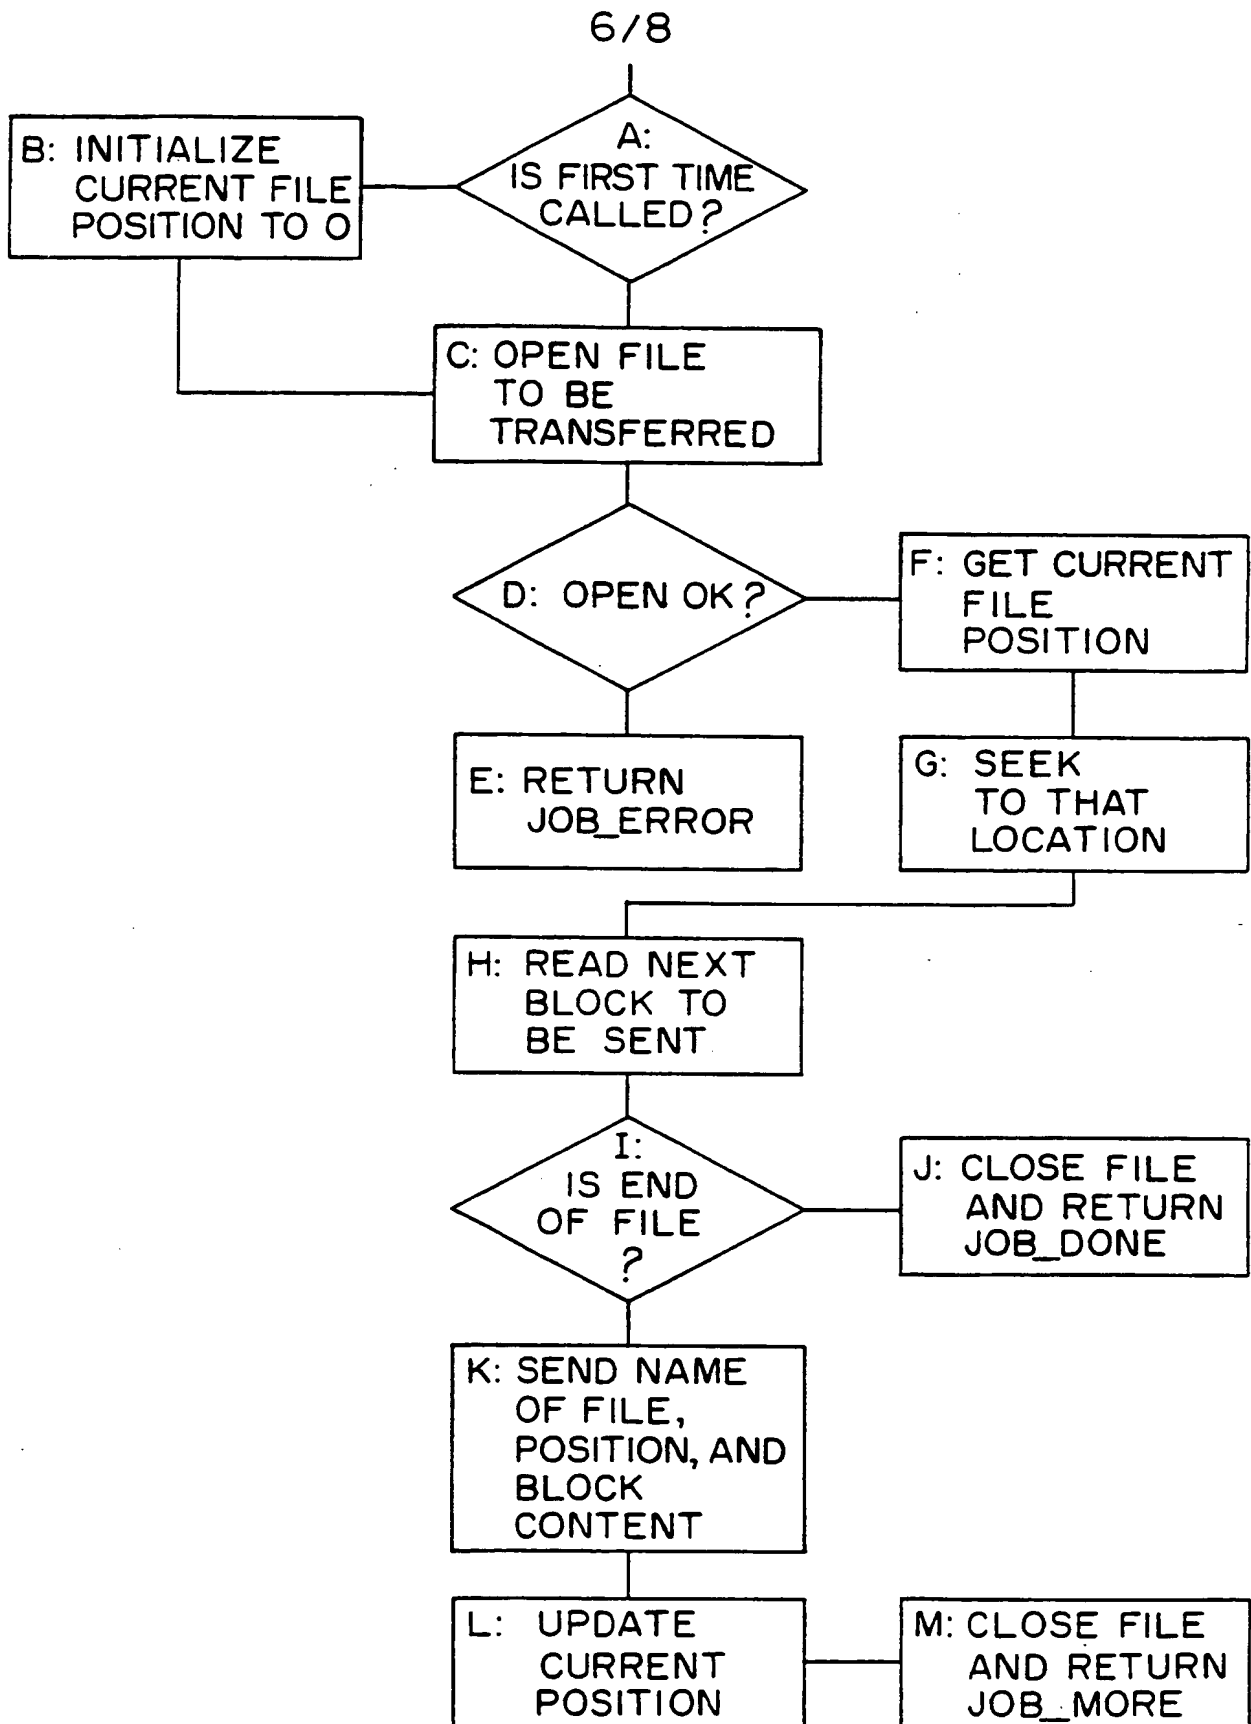 6/8
A:
IS FIRST TIME
CALLED?
B: INITIALIZE
CURRENT FILE
POSITION TO 0
C: OPEN FILE
TO BE
TRANSFERRED
D: OPEN OK?
F: GET CURRENT
FILE
POSITION
E: RETURN
JOB_ERROR
G: SEEK
TO THAT
LOCATION
H: READ NEXT
BLOCK TO
BE SENT
I:
IS END
OF FILE
?
J: CLOSE FILE
AND RETURN
JOB_DONE
K: SEND NAME
OF FILE,
POSITION, AND
BLOCK
CONTENT
L: UPDATE
CURRENT
POSITION
M: CLOSE FILE
AND RETURN
JOB_MORE